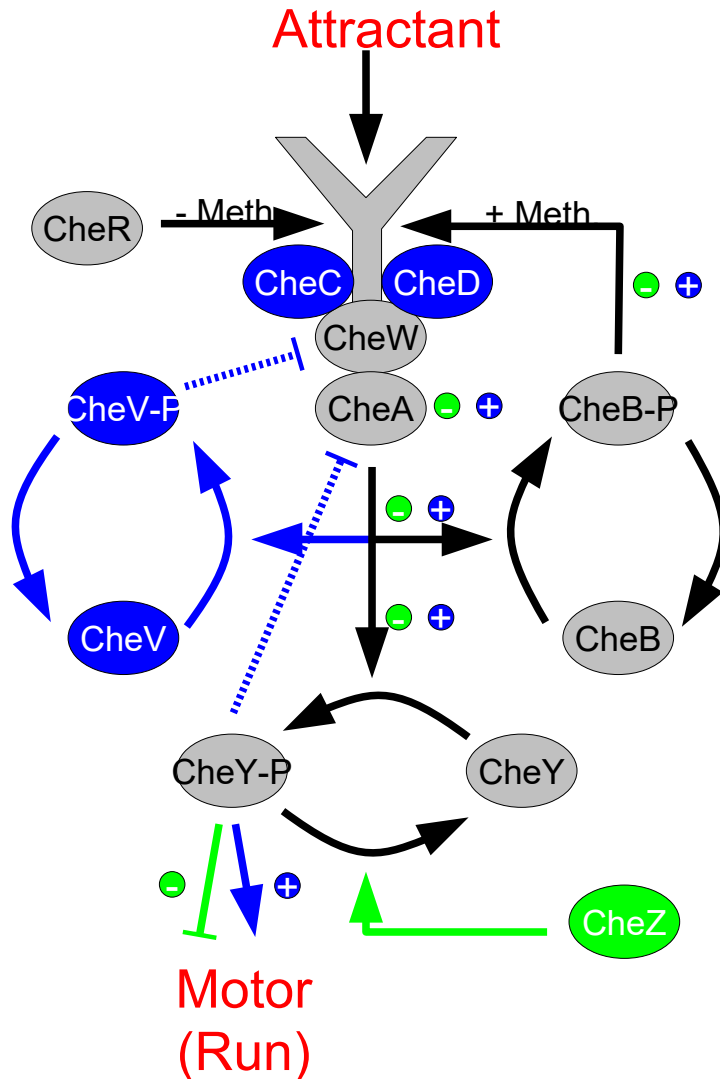 Attractant
CheR
- Meth.
+ Meth.
CheC
CheD
- +
CheW
CheV-P
CheA
- +
CheB-P
- +
CheV
- +
CheB
CheY-P
CheY
-
+
CheZ
Motor
(Run)